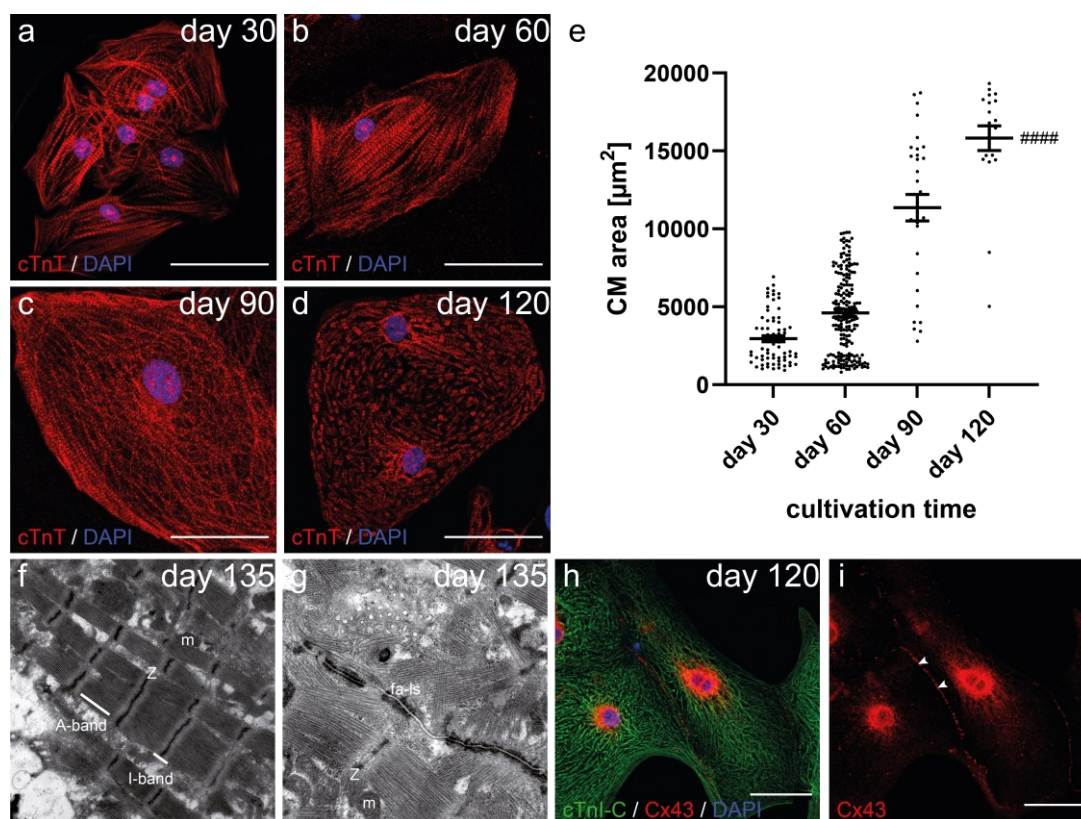 a day 30
cTnT / DAPI
b day 60
cTnT / DAPI
c day 90
cTnT / DAPI
d day 120
cTnT / DAPI
e
CM area [µm²]
20000
15000
10000
5000
0
####
day 30 day 60 day 90 day 120
cultivation time
f day 135
m
Z
A-band
I-band
g day 135
fa-ls
Z
m
h day 120
cTnI-C / Cx43 / DAPI
i
Cx43